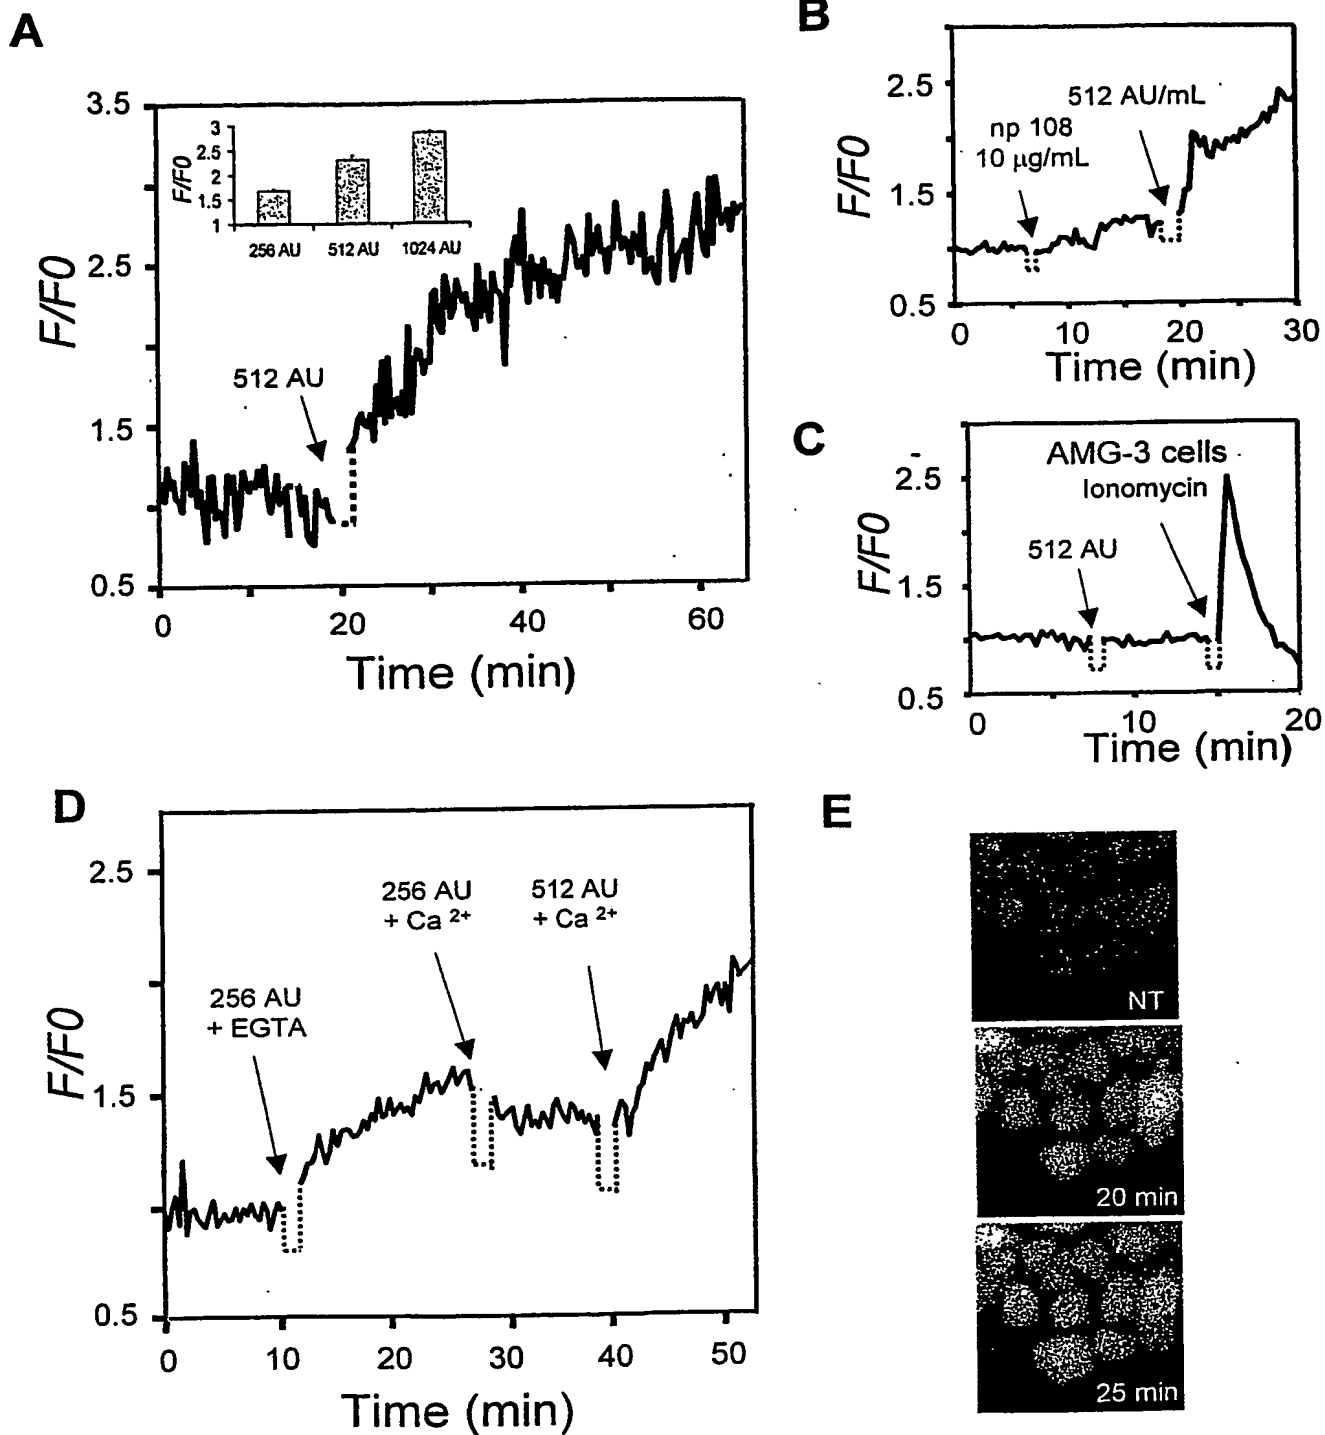 A
3.5
2.5
1.5
0.5
F/F0
3
2.5
2
1.5
1
F/F0
256 AU
512 AU
1024 AU
512 AU
0
20
40
60
Time (min)
B
2.5
1.5
0.5
F/F0
np 108
10 µg/mL
512 AU/mL
0
10
20
30
Time (min)
C
2.5
1.5
0.5
F/F0
AMG-3 cells
Ionomycin
512 AU
0
10
20
Time (min)
D
2.5
1.5
0.5
F/F0
256 AU
+ EGTA
256 AU
+ Ca 2+
512 AU
+ Ca 2+
0
10
20
30
40
50
Time (min)
E
NT
20 min
25 min